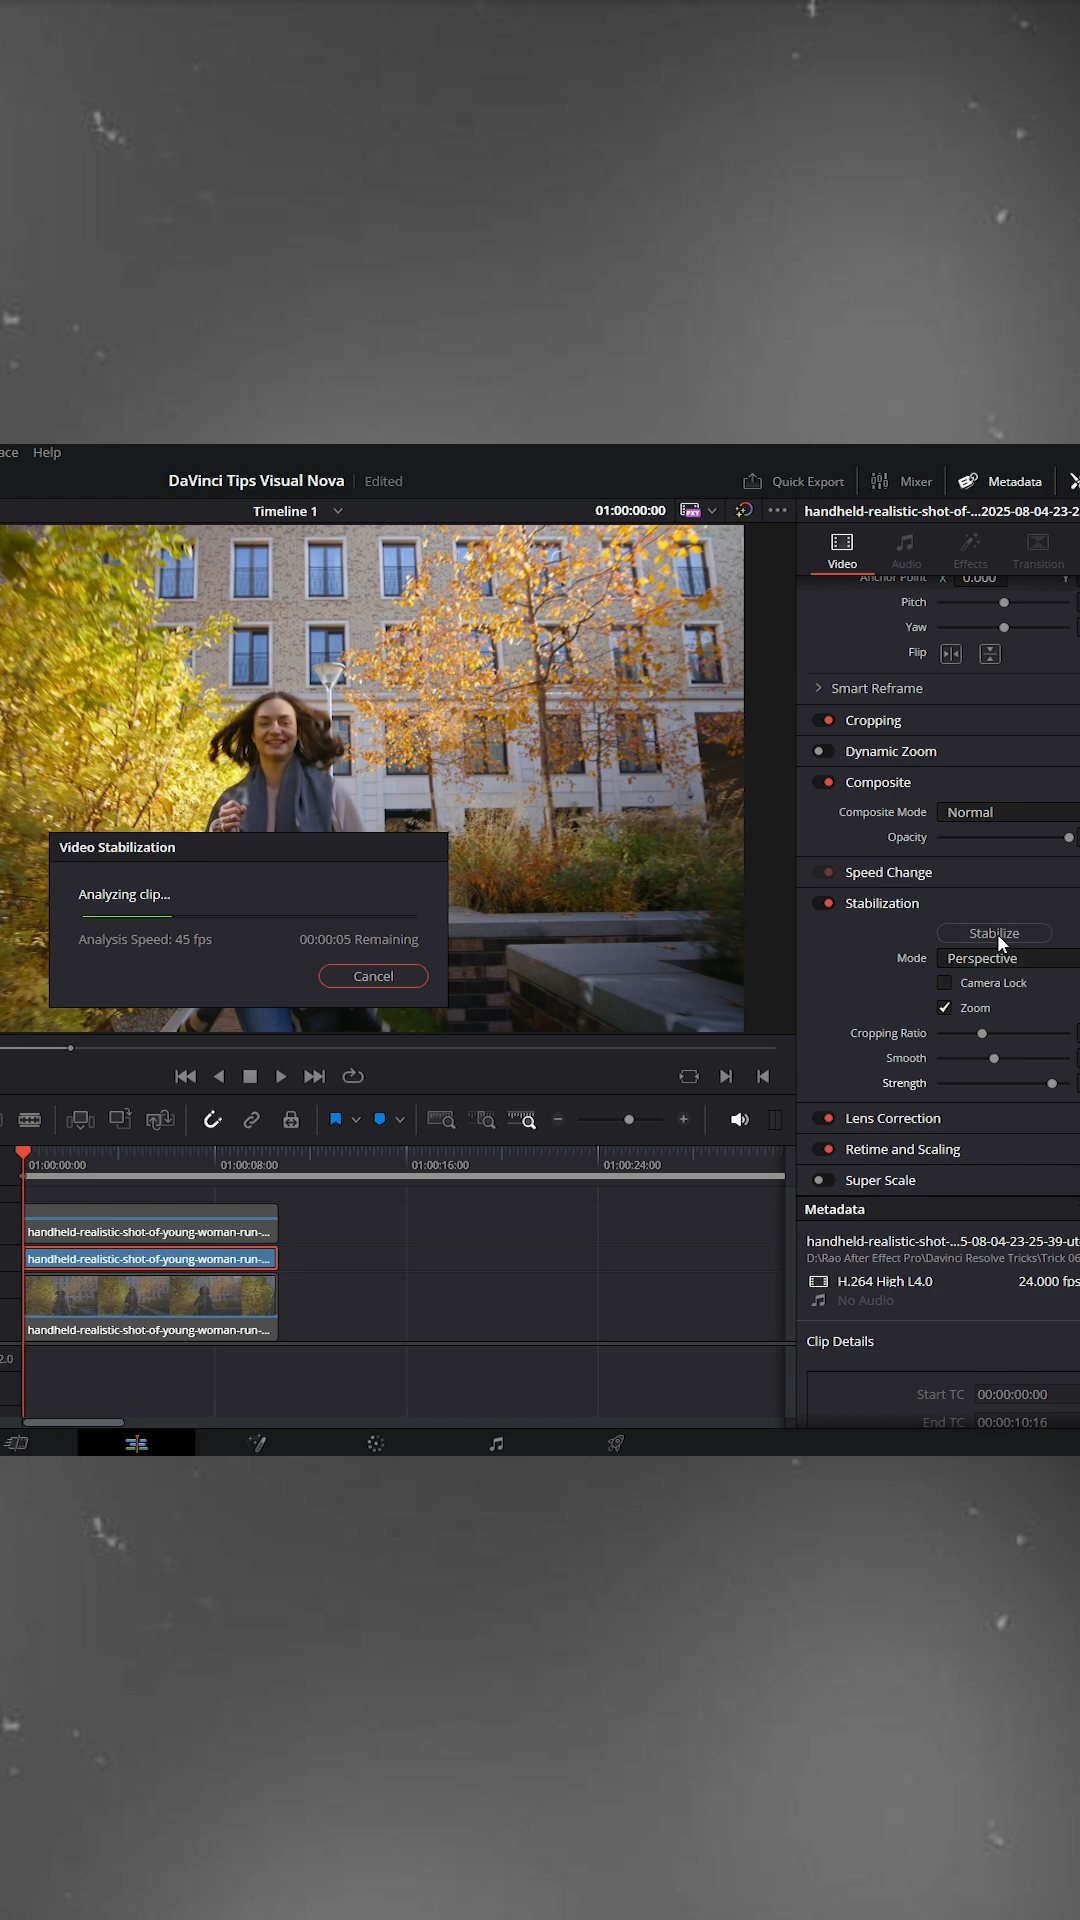 ace Help
DaVinci Tips Visual Nova Edited
Quick Export Mixer Metadata
Timeline 1 01:00:00:00 PXY
handheld-realistic-shot-of-...2025-08-04-23-2
Video Audio Effects Transition
Anchor Point X 0.000 Y
Pitch
Yaw
Flip
Smart Reframe
Cropping
Dynamic Zoom
Composite
Composite Mode Normal
Opacity
Speed Change
Stabilization
Stabilize
Mode Perspective
Camera Lock
Zoom
Cropping Ratio
Smooth
Strength
Lens Correction
Retime and Scaling
Super Scale
Video Stabilization
Analyzing clip...
Analysis Speed: 45 fps 00:00:05 Remaining
Cancel
01:00:00:00 01:00:08:00 01:00:16:00 01:00:24:00
handheld-realistic-shot-of-young-woman-run-...
handheld-realistic-shot-of-young-woman-run-...
handheld-realistic-shot-of-young-woman-run-...
2.0
Metadata
handheld-realistic-shot-...5-08-04-23-25-39-ut
D:\Rao After Effect Pro\Davinci Resolve Tricks\Trick 06
H.264 High L4.0 24.000 fps
No Audio
Clip Details
Start TC 00:00:00:00
End TC 00:00:10:16